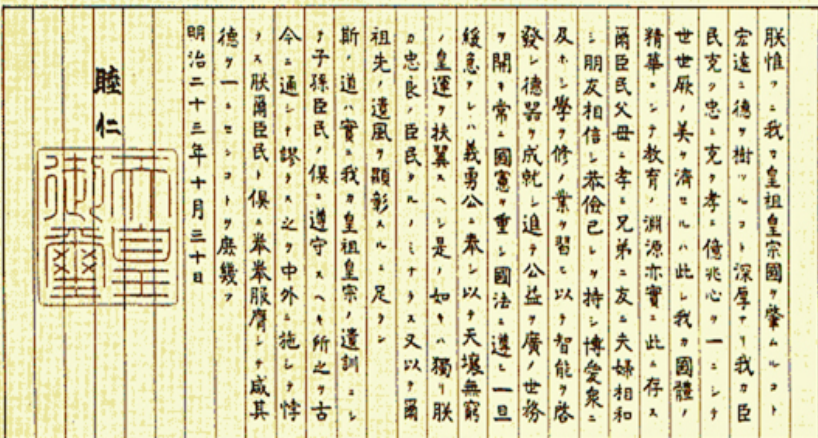 朕惟フニ我カ皇祖皇宗國ヲ肇ムルコト
宏遠ニ德ヲ樹ツルコト深厚ナリ我カ臣
民克ク忠ニ克ク孝ニ億兆心ヲ一ニシテ
世世厥ノ美ヲ濟セルハ此レ我カ國體ノ
精華ニシテ教育ノ淵源亦實ニ此ニ存ス
爾臣民父母ニ孝ニ兄弟ニ友ニ夫婦相和
シ朋友相信シ恭儉己レヲ持シ博愛衆ニ
及ホシ學ヲ修メ業ヲ習ヒ以テ智能ヲ啓
發シ德器ヲ成就シ進テ公益ヲ廣メ世務
ヲ開キ常ニ國憲ヲ重シ國法ニ遵ヒ一旦
緩急アレハ義勇公ニ奉シ以テ天壤無窮
ノ皇運ヲ扶翼スヘシ是ノ如キハ獨リ朕
カ忠良ノ臣民タルノミナラス又以テ爾
祖先ノ遺風ヲ顯彰スルニ足ラン
斯ノ道ハ實ニ我カ皇祖皇宗ノ遺訓ニシ
テ子孫臣民ノ俱ニ遵守スヘキ所之ヲ古
今ニ通シテ謬ラス之ヲ中外ニ施シテ悖
ラス朕爾臣民ト俱ニ拳拳服膺シテ咸其
德ヲ一ニセンコトヲ庶幾フ
明治二十三年十月三十日
睦仁
天皇
御璽